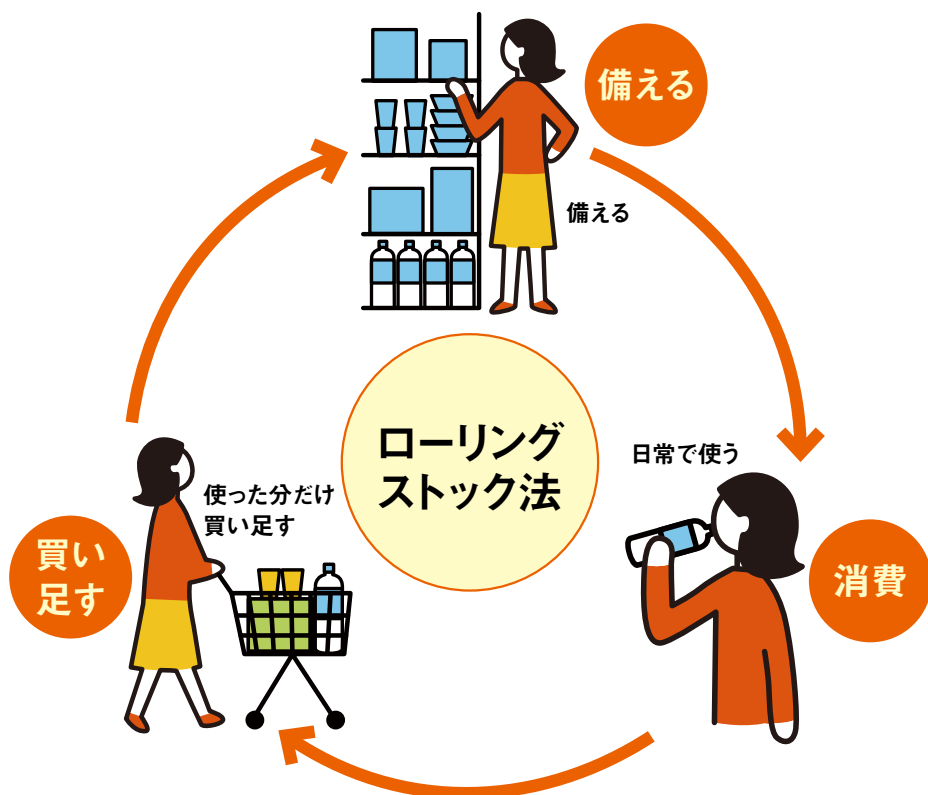 備える
備える
ローリング
ストック法
日常で使う
消費
使った分だけ
買い足す
買い
足す